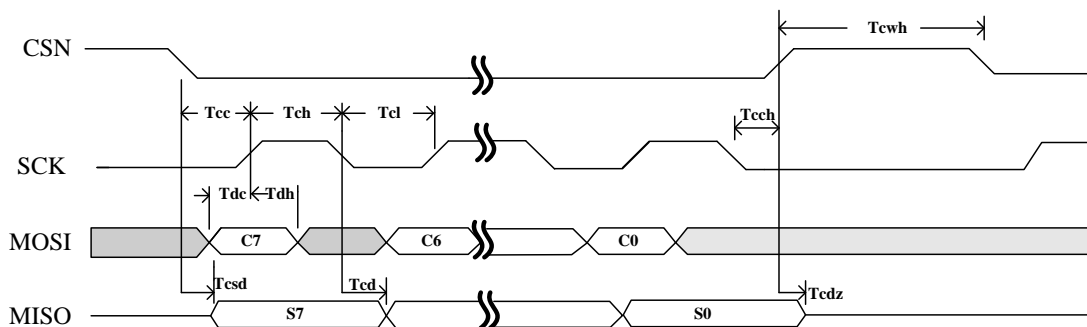 Tcwh
CSN
Tcc Tch Tcl Tcch
SCK
Tdc Tdh
MOSI C7 C6 C0
Tcsd Tcd Tcdz
MISO S7 S0